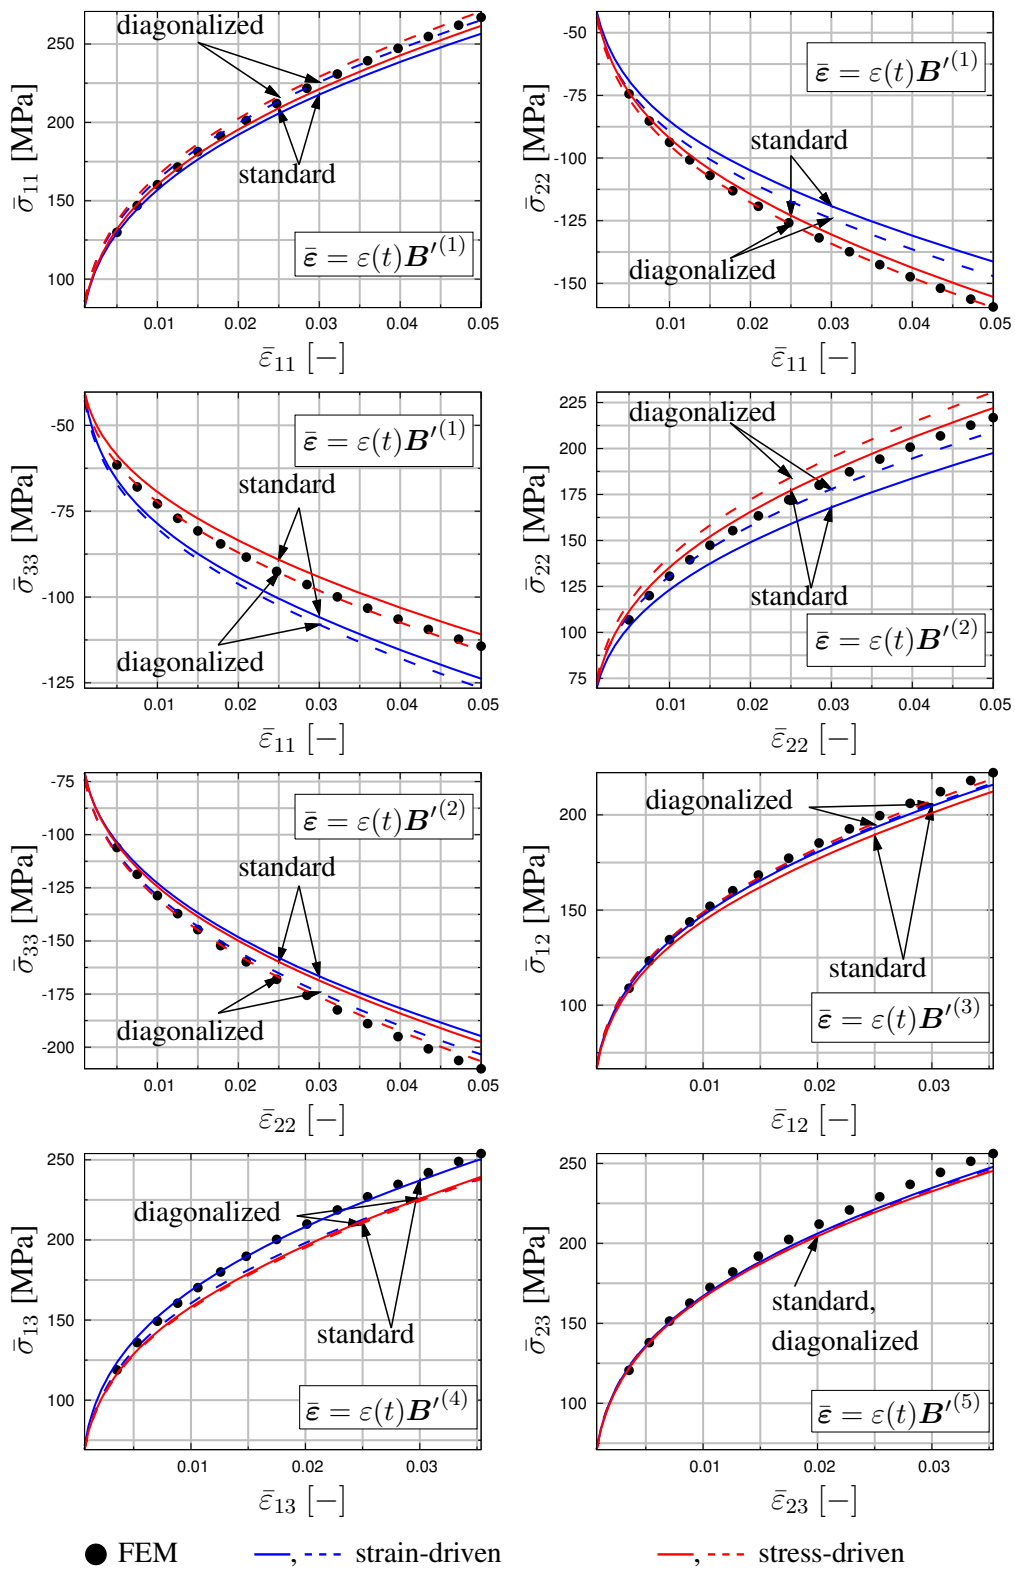 diagonalized
standard
ε̄ = ε(t)B′⁽¹⁾
250
200
150
100
0.01 0.02 0.03 0.04 0.05
σ̄₁₁ [MPa]
ε̄₁₁ [−]
ε̄ = ε(t)B′⁽¹⁾
standard
diagonalized
-50
-75
-100
-125
-150
0.01 0.02 0.03 0.04 0.05
σ̄₂₂ [MPa]
ε̄₁₁ [−]
ε̄ = ε(t)B′⁽¹⁾
standard
diagonalized
-50
-75
-100
-125
0.01 0.02 0.03 0.04 0.05
σ̄₃₃ [MPa]
ε̄₁₁ [−]
diagonalized
standard
ε̄ = ε(t)B′⁽²⁾
225
200
175
150
125
100
75
0.01 0.02 0.03 0.04 0.05
σ̄₂₂ [MPa]
ε̄₂₂ [−]
ε̄ = ε(t)B′⁽²⁾
standard
diagonalized
-75
-100
-125
-150
-175
-200
0.01 0.02 0.03 0.04 0.05
σ̄₃₃ [MPa]
ε̄₂₂ [−]
diagonalized
standard
ε̄ = ε(t)B′⁽³⁾
200
150
100
0.01 0.02 0.03
σ̄₁₂ [MPa]
ε̄₁₂ [−]
diagonalized
standard
ε̄ = ε(t)B′⁽⁴⁾
250
200
150
100
0.01 0.02 0.03
σ̄₁₃ [MPa]
ε̄₁₃ [−]
standard,
diagonalized
ε̄ = ε(t)B′⁽⁵⁾
250
200
150
100
0.01 0.02 0.03
σ̄₂₃ [MPa]
ε̄₂₃ [−]
FEM , strain-driven , stress-driven